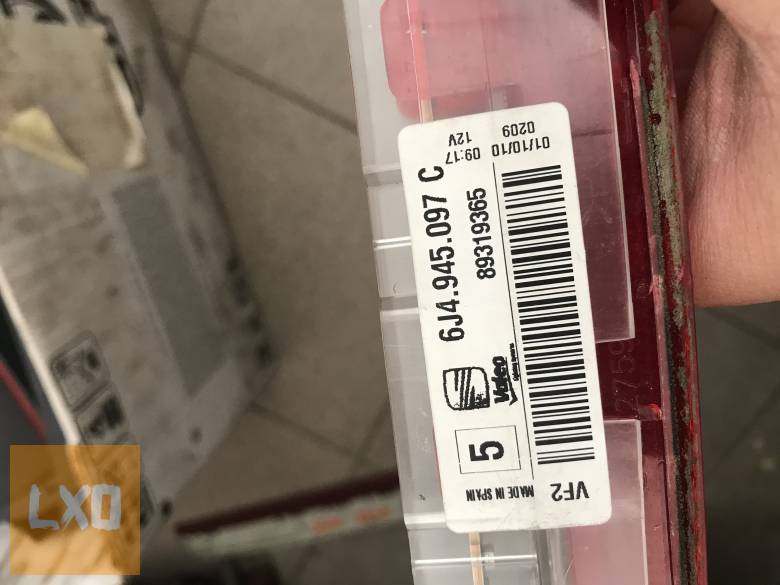 6J4.945.097 C
89319365
Valeo
5
01/10/10 09:17
0209 12V
MADE IN SPAIN
VF2
LXO